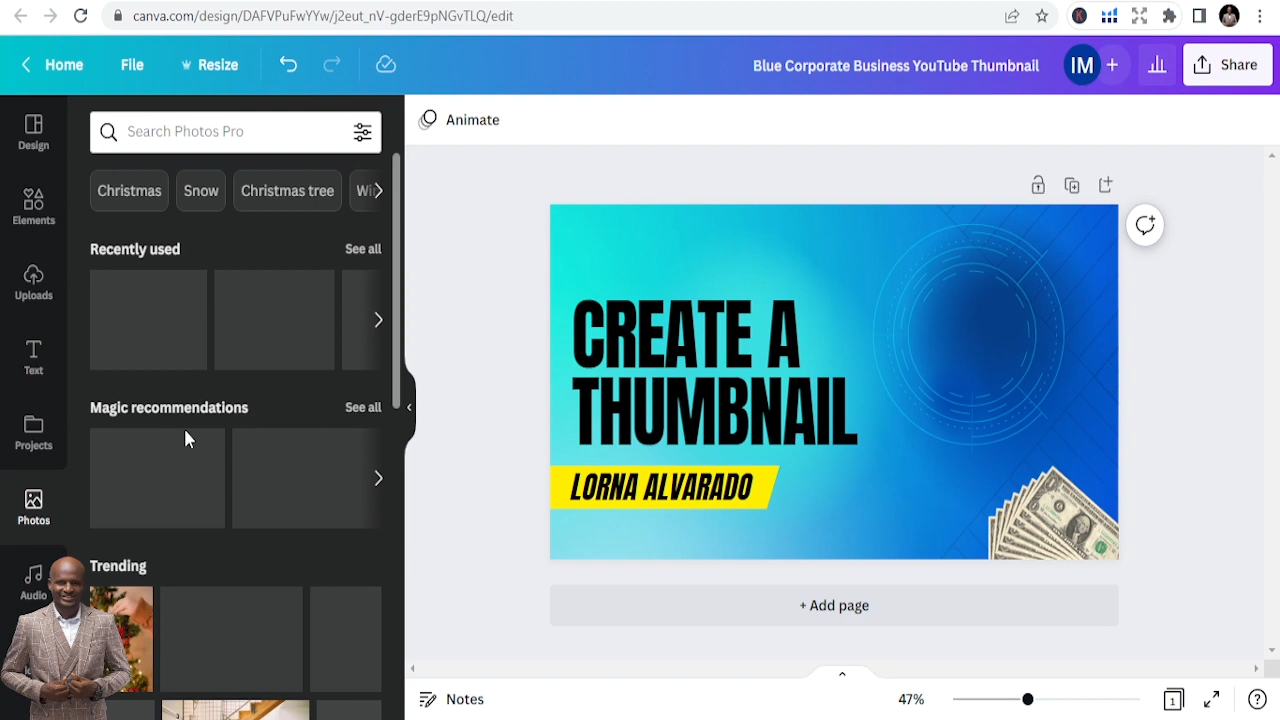 canva.com/design/DAFVPuFwYYw/j2eut_nV-gderE9pNGvTLQ/edit
Home
File
Resize
Blue Corporate Business YouTube Thumbnail
IM
Share
Design
Elements
Uploads
Text
Projects
Photos
Audio
Search Photos Pro
Christmas
Snow
Christmas tree
Recently used
See all
Magic recommendations
See all
Trending
Animate
CREATE A
THUMBNAIL
LORNA ALVARADO
+ Add page
Notes
47%
1